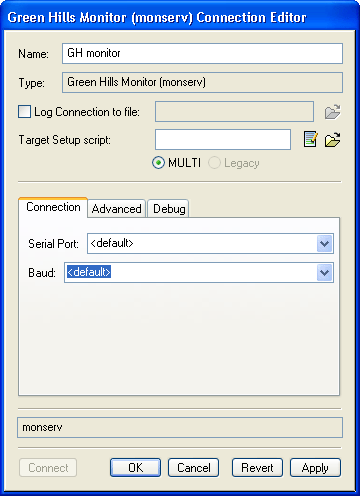 Green Hills Monitor (monserv) Connection Editor
Name: GH monitor
Type: Green Hills Monitor (monserv)
Log Connection to file:
Target Setup script:
MULTI Legacy
Connection Advanced Debug
Serial Port: <default>
Baud: <default>
monserv
Connect OK Cancel Revert Apply